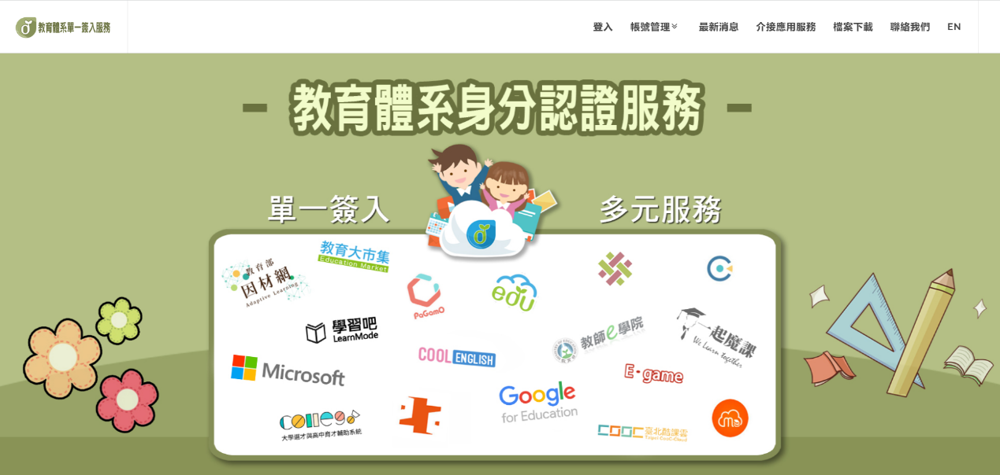 教育體系單一簽入服務
登入 帳號管理 最新消息 介接應用服務 檔案下載 聯絡我們 EN
教育體系身分認證服務
單一簽入 多元服務
教育大市集
Education Market
教育部
因材網
Adaptive Learning
PaGamO
edu
學習吧
LearnMode
教師e學院
一起魔課
We Learn together
COOL ENGLISH
Microsoft
E·game
Google
for Education
collego
大學選才與高中育才輔助系統
COOC 臺北酷課雲
Taipei CooC-Cloud